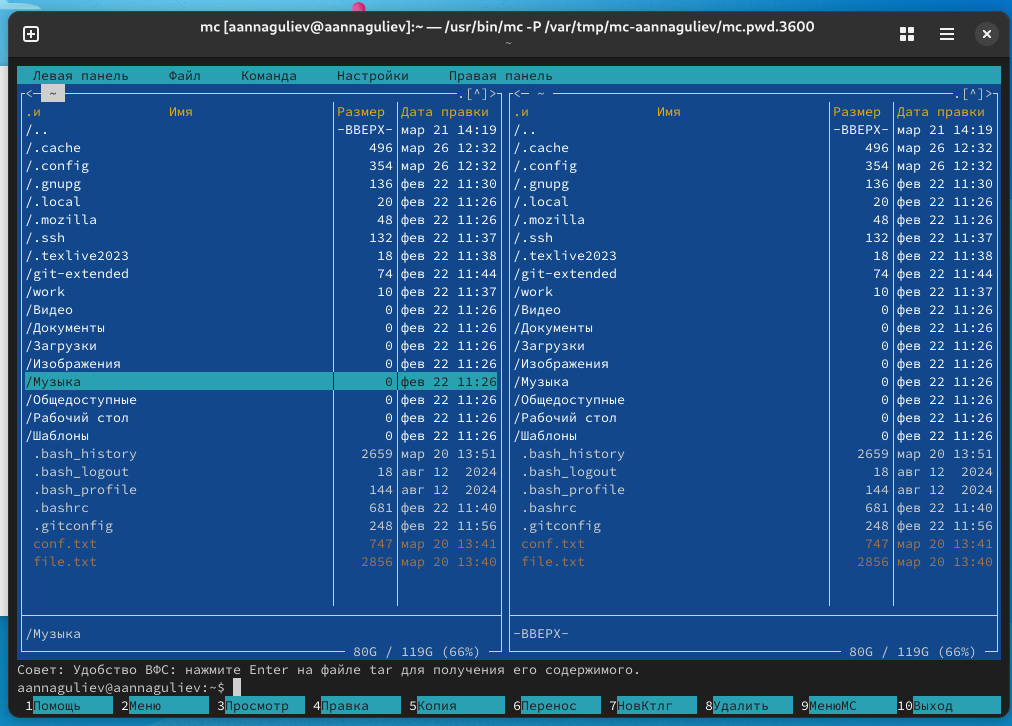 mc [aannaguliev@aannaguliev]:~ — /usr/bin/mc -P /var/tmp/mc-aannaguliev/mc.pwd.3600
~
Левая панель Файл Команда Настройки Правая панель
<— ~ .[^]> <— ~ .[^]>
.и Имя Размер Дата правки .и Имя Размер Дата правки
/.. -ВВЕРХ- мар 21 14:19 /.. -ВВЕРХ- мар 21 14:19
/.cache 496 мар 26 12:32 /.cache 496 мар 26 12:32
/.config 354 мар 26 12:32 /.config 354 мар 26 12:32
/.gnupg 136 фев 22 11:30 /.gnupg 136 фев 22 11:30
/.local 20 фев 22 11:26 /.local 20 фев 22 11:26
/.mozilla 48 фев 22 11:26 /.mozilla 48 фев 22 11:26
/.ssh 132 фев 22 11:37 /.ssh 132 фев 22 11:37
/.texlive2023 18 фев 22 11:38 /.texlive2023 18 фев 22 11:38
/git-extended 74 фев 22 11:44 /git-extended 74 фев 22 11:44
/work 10 фев 22 11:37 /work 10 фев 22 11:37
/Видео 0 фев 22 11:26 /Видео 0 фев 22 11:26
/Документы 0 фев 22 11:26 /Документы 0 фев 22 11:26
/Загрузки 0 фев 22 11:26 /Загрузки 0 фев 22 11:26
/Изображения 0 фев 22 11:26 /Изображения 0 фев 22 11:26
/Музыка 0 фев 22 11:26 /Музыка 0 фев 22 11:26
/Общедоступные 0 фев 22 11:26 /Общедоступные 0 фев 22 11:26
/Рабочий стол 0 фев 22 11:26 /Рабочий стол 0 фев 22 11:26
/Шаблоны 0 фев 22 11:26 /Шаблоны 0 фев 22 11:26
.bash_history 2659 мар 20 13:51 .bash_history 2659 мар 20 13:51
.bash_logout 18 авг 12 2024 .bash_logout 18 авг 12 2024
.bash_profile 144 авг 12 2024 .bash_profile 144 авг 12 2024
.bashrc 681 фев 22 11:40 .bashrc 681 фев 22 11:40
.gitconfig 248 фев 22 11:56 .gitconfig 248 фев 22 11:56
conf.txt 747 мар 20 13:41 conf.txt 747 мар 20 13:41
file.txt 2856 мар 20 13:40 file.txt 2856 мар 20 13:40
/Музыка -ВВЕРХ-
80G / 119G (66%) 80G / 119G (66%)
Совет: Удобство ВФС: нажмите Enter на файле tar для получения его содержимого.
aannaguliev@aannaguliev:~$
1Помощь 2Меню 3Просмотр 4Правка 5Копия 6Перенос 7НовКтлг 8Удалить 9МенюMC 10Выход